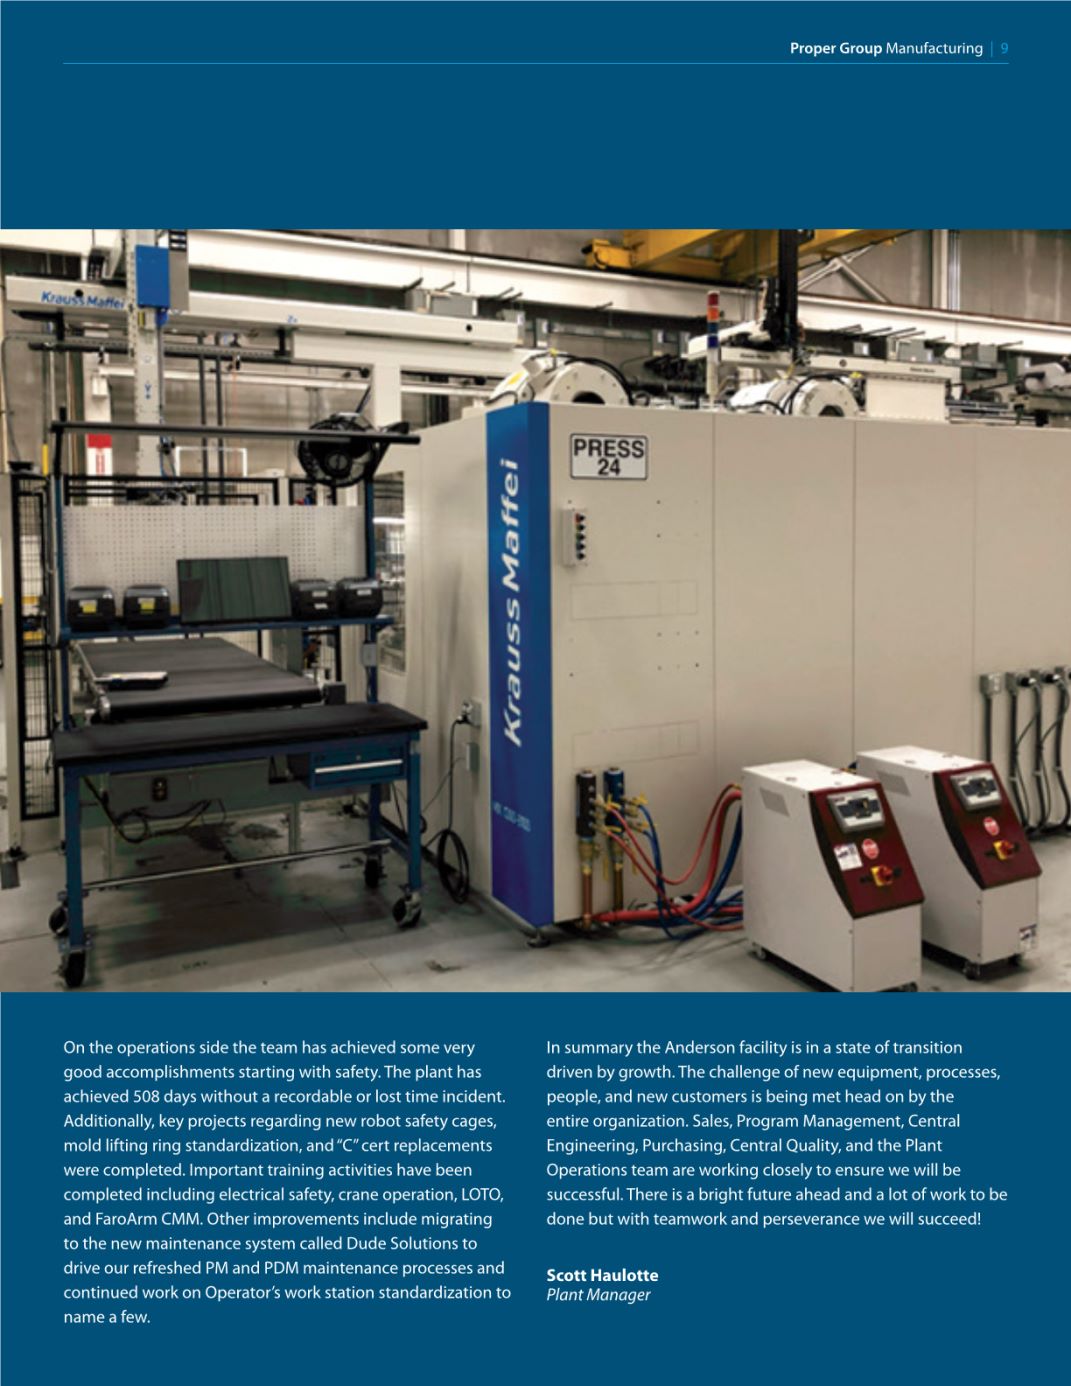 Proper Group Manufacturing | 9
Krauss Maffei
PRESS
24
Krauss Maffei
On the operations side the team has achieved some very
good accomplishments starting with safety. The plant has
achieved 508 days without a recordable or lost time incident.
Additionally, key projects regarding new robot safety cages,
mold lifting ring standardization, and “C” cert replacements
were completed. Important training activities have been
completed including electrical safety, crane operation, LOTO,
and FaroArm CMM. Other improvements include migrating
to the new maintenance system called Dude Solutions to
drive our refreshed PM and PDM maintenance processes and
continued work on Operator’s work station standardization to
name a few.
In summary the Anderson facility is in a state of transition
driven by growth. The challenge of new equipment, processes,
people, and new customers is being met head on by the
entire organization. Sales, Program Management, Central
Engineering, Purchasing, Central Quality, and the Plant
Operations team are working closely to ensure we will be
successful. There is a bright future ahead and a lot of work to be
done but with teamwork and perseverance we will succeed!
Scott Haulotte
Plant Manager